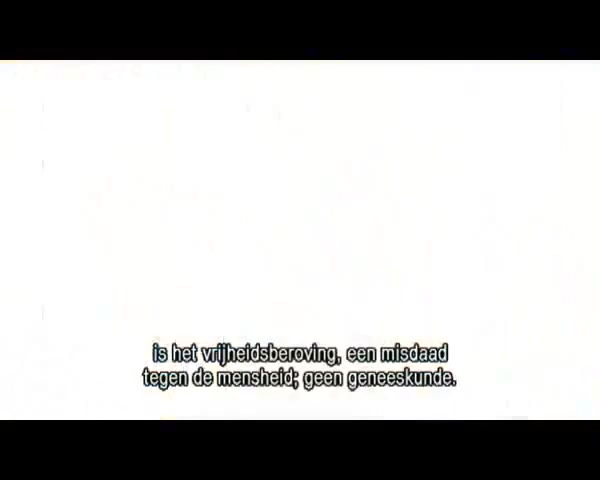 is het vrijheidsberoving, een misdaad
tegen de mensheid; geen geneeskunde.